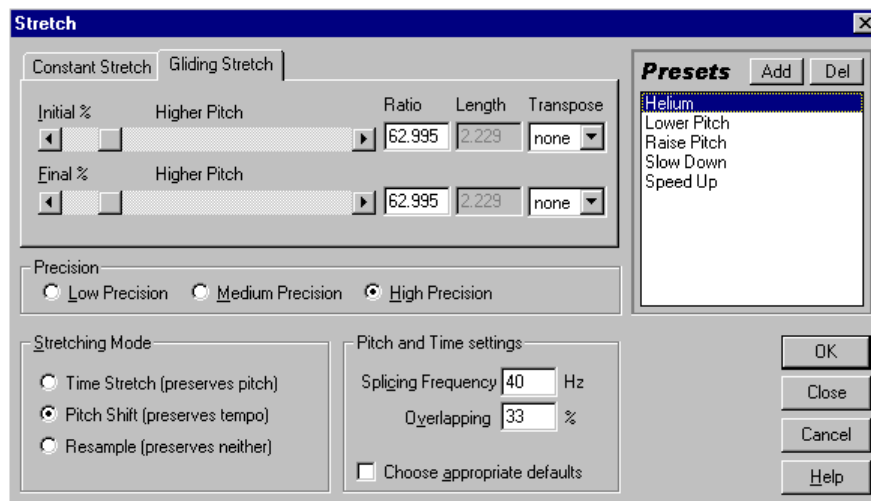 Stretch
Constant Stretch Gliding Stretch
Initial % Higher Pitch Ratio Length Transpose
62.995 2.229 none
Final % Higher Pitch
62.995 2.229 none
Presets Add Del
Helium
Lower Pitch
Raise Pitch
Slow Down
Speed Up
Precision
Low Precision Medium Precision High Precision
Stretching Mode
Time Stretch (preserves pitch)
Pitch Shift (preserves tempo)
Resample (preserves neither)
Pitch and Time settings
Splicing Frequency 40 Hz
Overlapping 33 %
Choose appropriate defaults
OK
Close
Cancel
Help